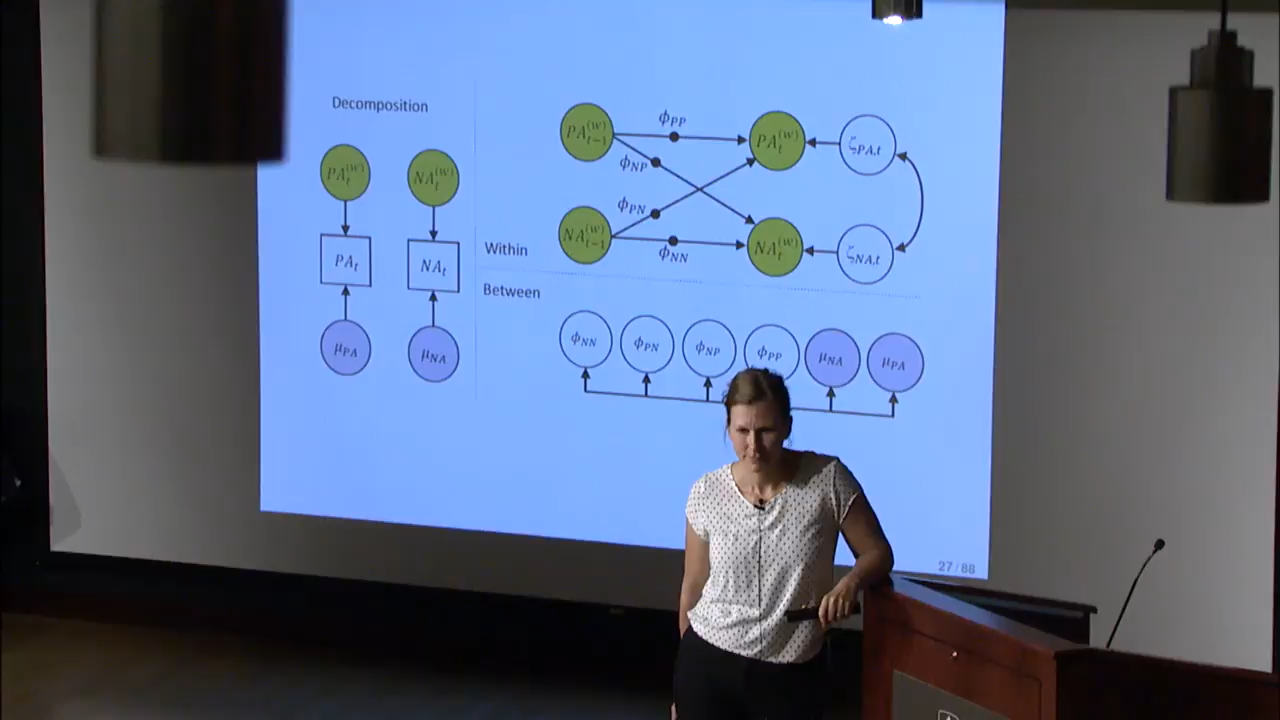 Decomposition
PA_t^(w)
NA_t^(w)
PA_t
NA_t
μ_PA
μ_NA
PA_{t-1}^(w)
ϕ_PP
PA_t^(w)
ζ_PA,t
ϕ_NP
ϕ_PN
NA_{t-1}^(w)
ϕ_NN
NA_t^(w)
ζ_NA,t
Within
Between
ϕ_NN
ϕ_PN
ϕ_NP
ϕ_PP
μ_NA
μ_PA
27 / 88